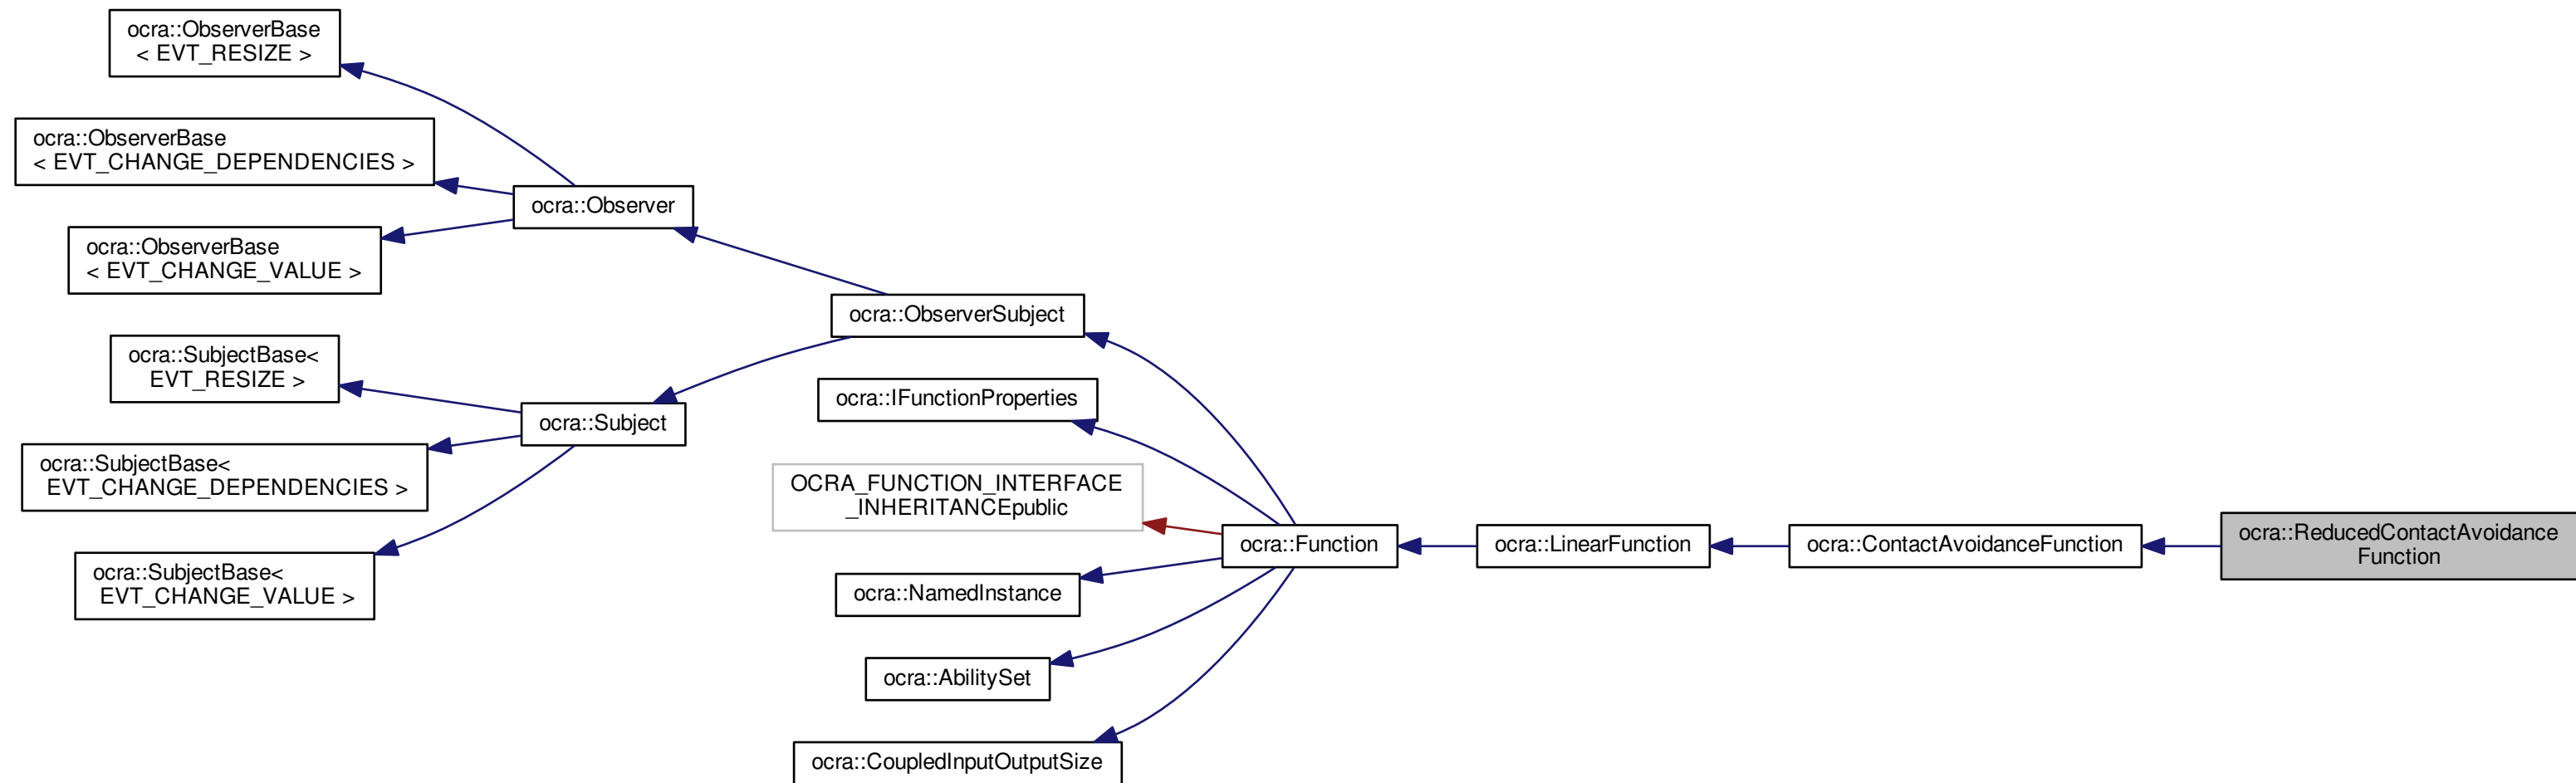 ocra::ObserverBase
< EVT_RESIZE >
ocra::ObserverBase
< EVT_CHANGE_DEPENDENCIES >
ocra::ObserverBase
< EVT_CHANGE_VALUE >
ocra::SubjectBase<
EVT_RESIZE >
ocra::SubjectBase<
EVT_CHANGE_DEPENDENCIES >
ocra::SubjectBase<
EVT_CHANGE_VALUE >
ocra::Observer
ocra::Subject
ocra::ObserverSubject
ocra::IFunctionProperties
OCRA_FUNCTION_INTERFACE
_INHERITANCEpublic
ocra::NamedInstance
ocra::AbilitySet
ocra::CoupledInputOutputSize
ocra::Function
ocra::LinearFunction
ocra::ContactAvoidanceFunction
ocra::ReducedContactAvoidance
Function